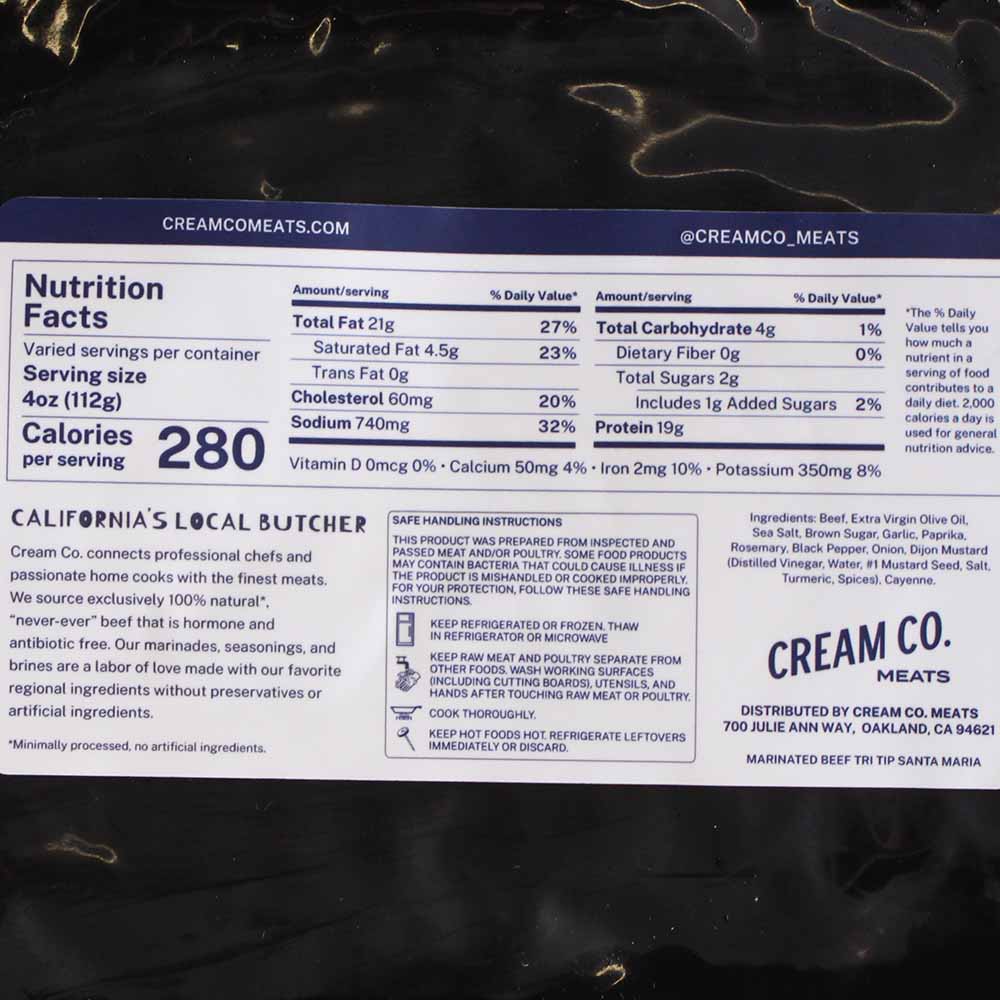 CREAMCOMEATS.COM
@CREAMCO_MEATS
Nutrition
Facts
Varied servings per container
Serving size
4oz (112g)
Calories
per serving
280
Amount/serving % Daily Value*
Total Fat 21g 27%
Saturated Fat 4.5g 23%
Trans Fat 0g
Cholesterol 60mg 20%
Sodium 740mg 32%
Amount/serving % Daily Value*
Total Carbohydrate 4g 1%
Dietary Fiber 0g 0%
Total Sugars 2g
Includes 1g Added Sugars 2%
Protein 19g
Vitamin D 0mcg 0% • Calcium 50mg 4% • Iron 2mg 10% • Potassium 350mg 8%
*The % Daily
Value tells you
how much a
nutrient in a
serving of food
contributes to a
daily diet. 2,000
calories a day is
used for general
nutrition advice.
CALIFORNIA'S LOCAL BUTCHER
Cream Co. connects professional chefs and
passionate home cooks with the finest meats.
We source exclusively 100% natural*,
“never-ever” beef that is hormone and
antibiotic free. Our marinades, seasonings, and
brines are a labor of love made with our favorite
regional ingredients without preservatives or
artificial ingredients.
*Minimally processed, no artificial ingredients.
SAFE HANDLING INSTRUCTIONS
THIS PRODUCT WAS PREPARED FROM INSPECTED AND
PASSED MEAT AND/OR POULTRY. SOME FOOD PRODUCTS
MAY CONTAIN BACTERIA THAT COULD CAUSE ILLNESS IF
THE PRODUCT IS MISHANDLED OR COOKED IMPROPERLY.
FOR YOUR PROTECTION, FOLLOW THESE SAFE HANDLING
INSTRUCTIONS.
KEEP REFRIGERATED OR FROZEN. THAW
IN REFRIGERATOR OR MICROWAVE
KEEP RAW MEAT AND POULTRY SEPARATE FROM
OTHER FOODS. WASH WORKING SURFACES
(INCLUDING CUTTING BOARDS), UTENSILS, AND
HANDS AFTER TOUCHING RAW MEAT OR POULTRY.
COOK THOROUGHLY.
KEEP HOT FOODS HOT. REFRIGERATE LEFTOVERS
IMMEDIATELY OR DISCARD.
Ingredients: Beef, Extra Virgin Olive Oil,
Sea Salt, Brown Sugar, Garlic, Paprika,
Rosemary, Black Pepper, Onion, Dijon Mustard
(Distilled Vinegar, Water, #1 Mustard Seed, Salt,
Turmeric, Spices), Cayenne.
CREAM CO.
MEATS
DISTRIBUTED BY CREAM CO. MEATS
700 JULIE ANN WAY, OAKLAND, CA 94621
MARINATED BEEF TRI TIP SANTA MARIA